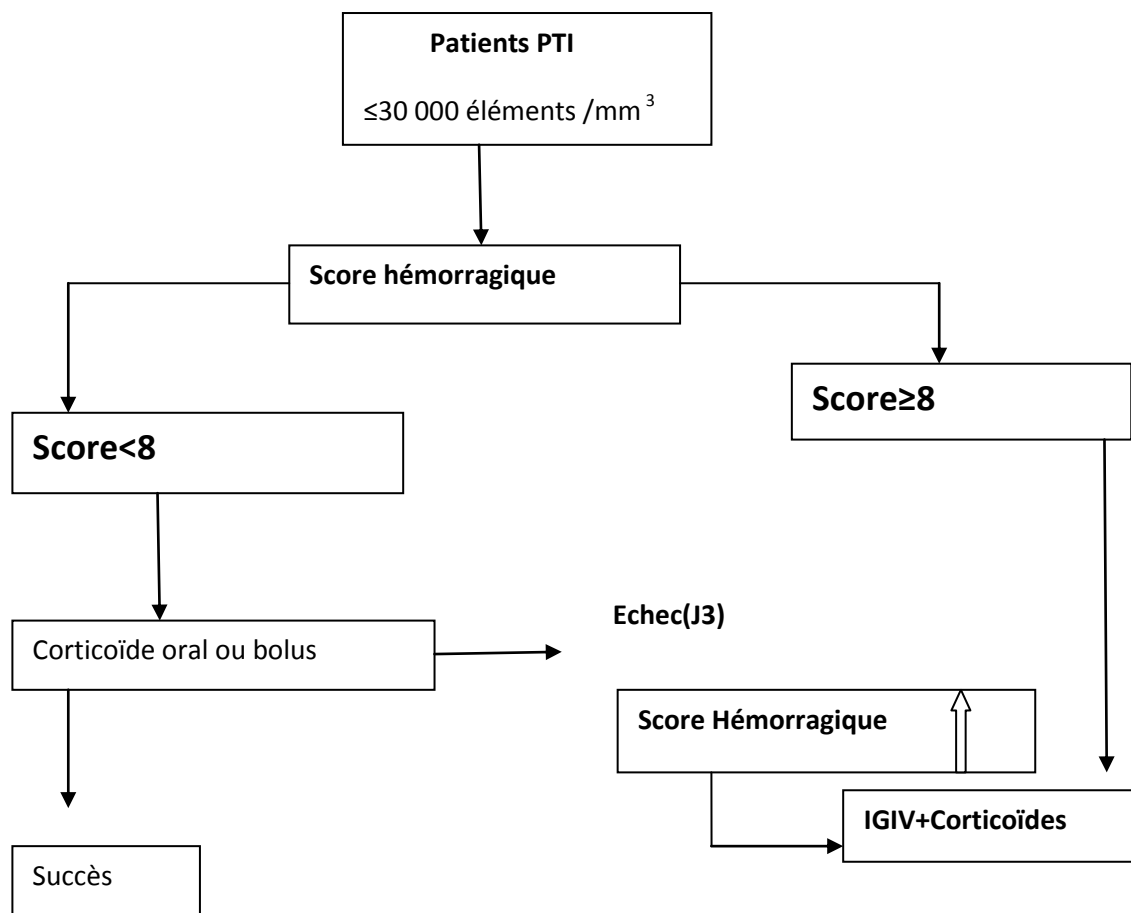 Patients PTI
≤30 000 éléments /mm³
Score hémorragique
Score≥8
Score<8
Echec(J3)
Corticoïde oral ou bolus
Score Hémorragique
IGIV+Corticoïdes
Succès